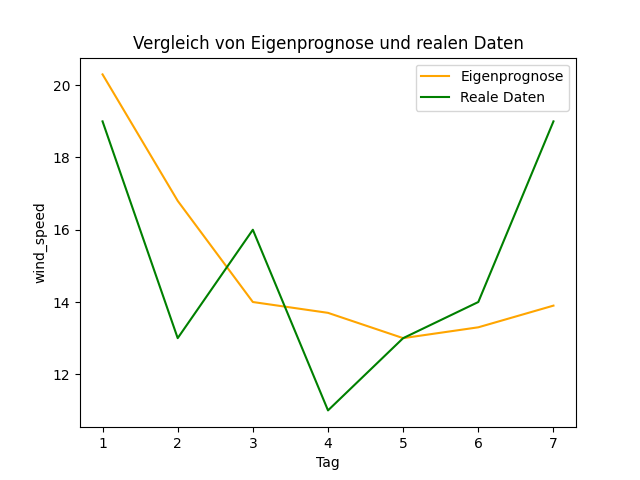 Vergleich von Eigenprognose und realen Daten
Eigenprognose
Reale Daten
20
18
16
14
12
wind_speed
1 2 3 4 5 6 7
Tag